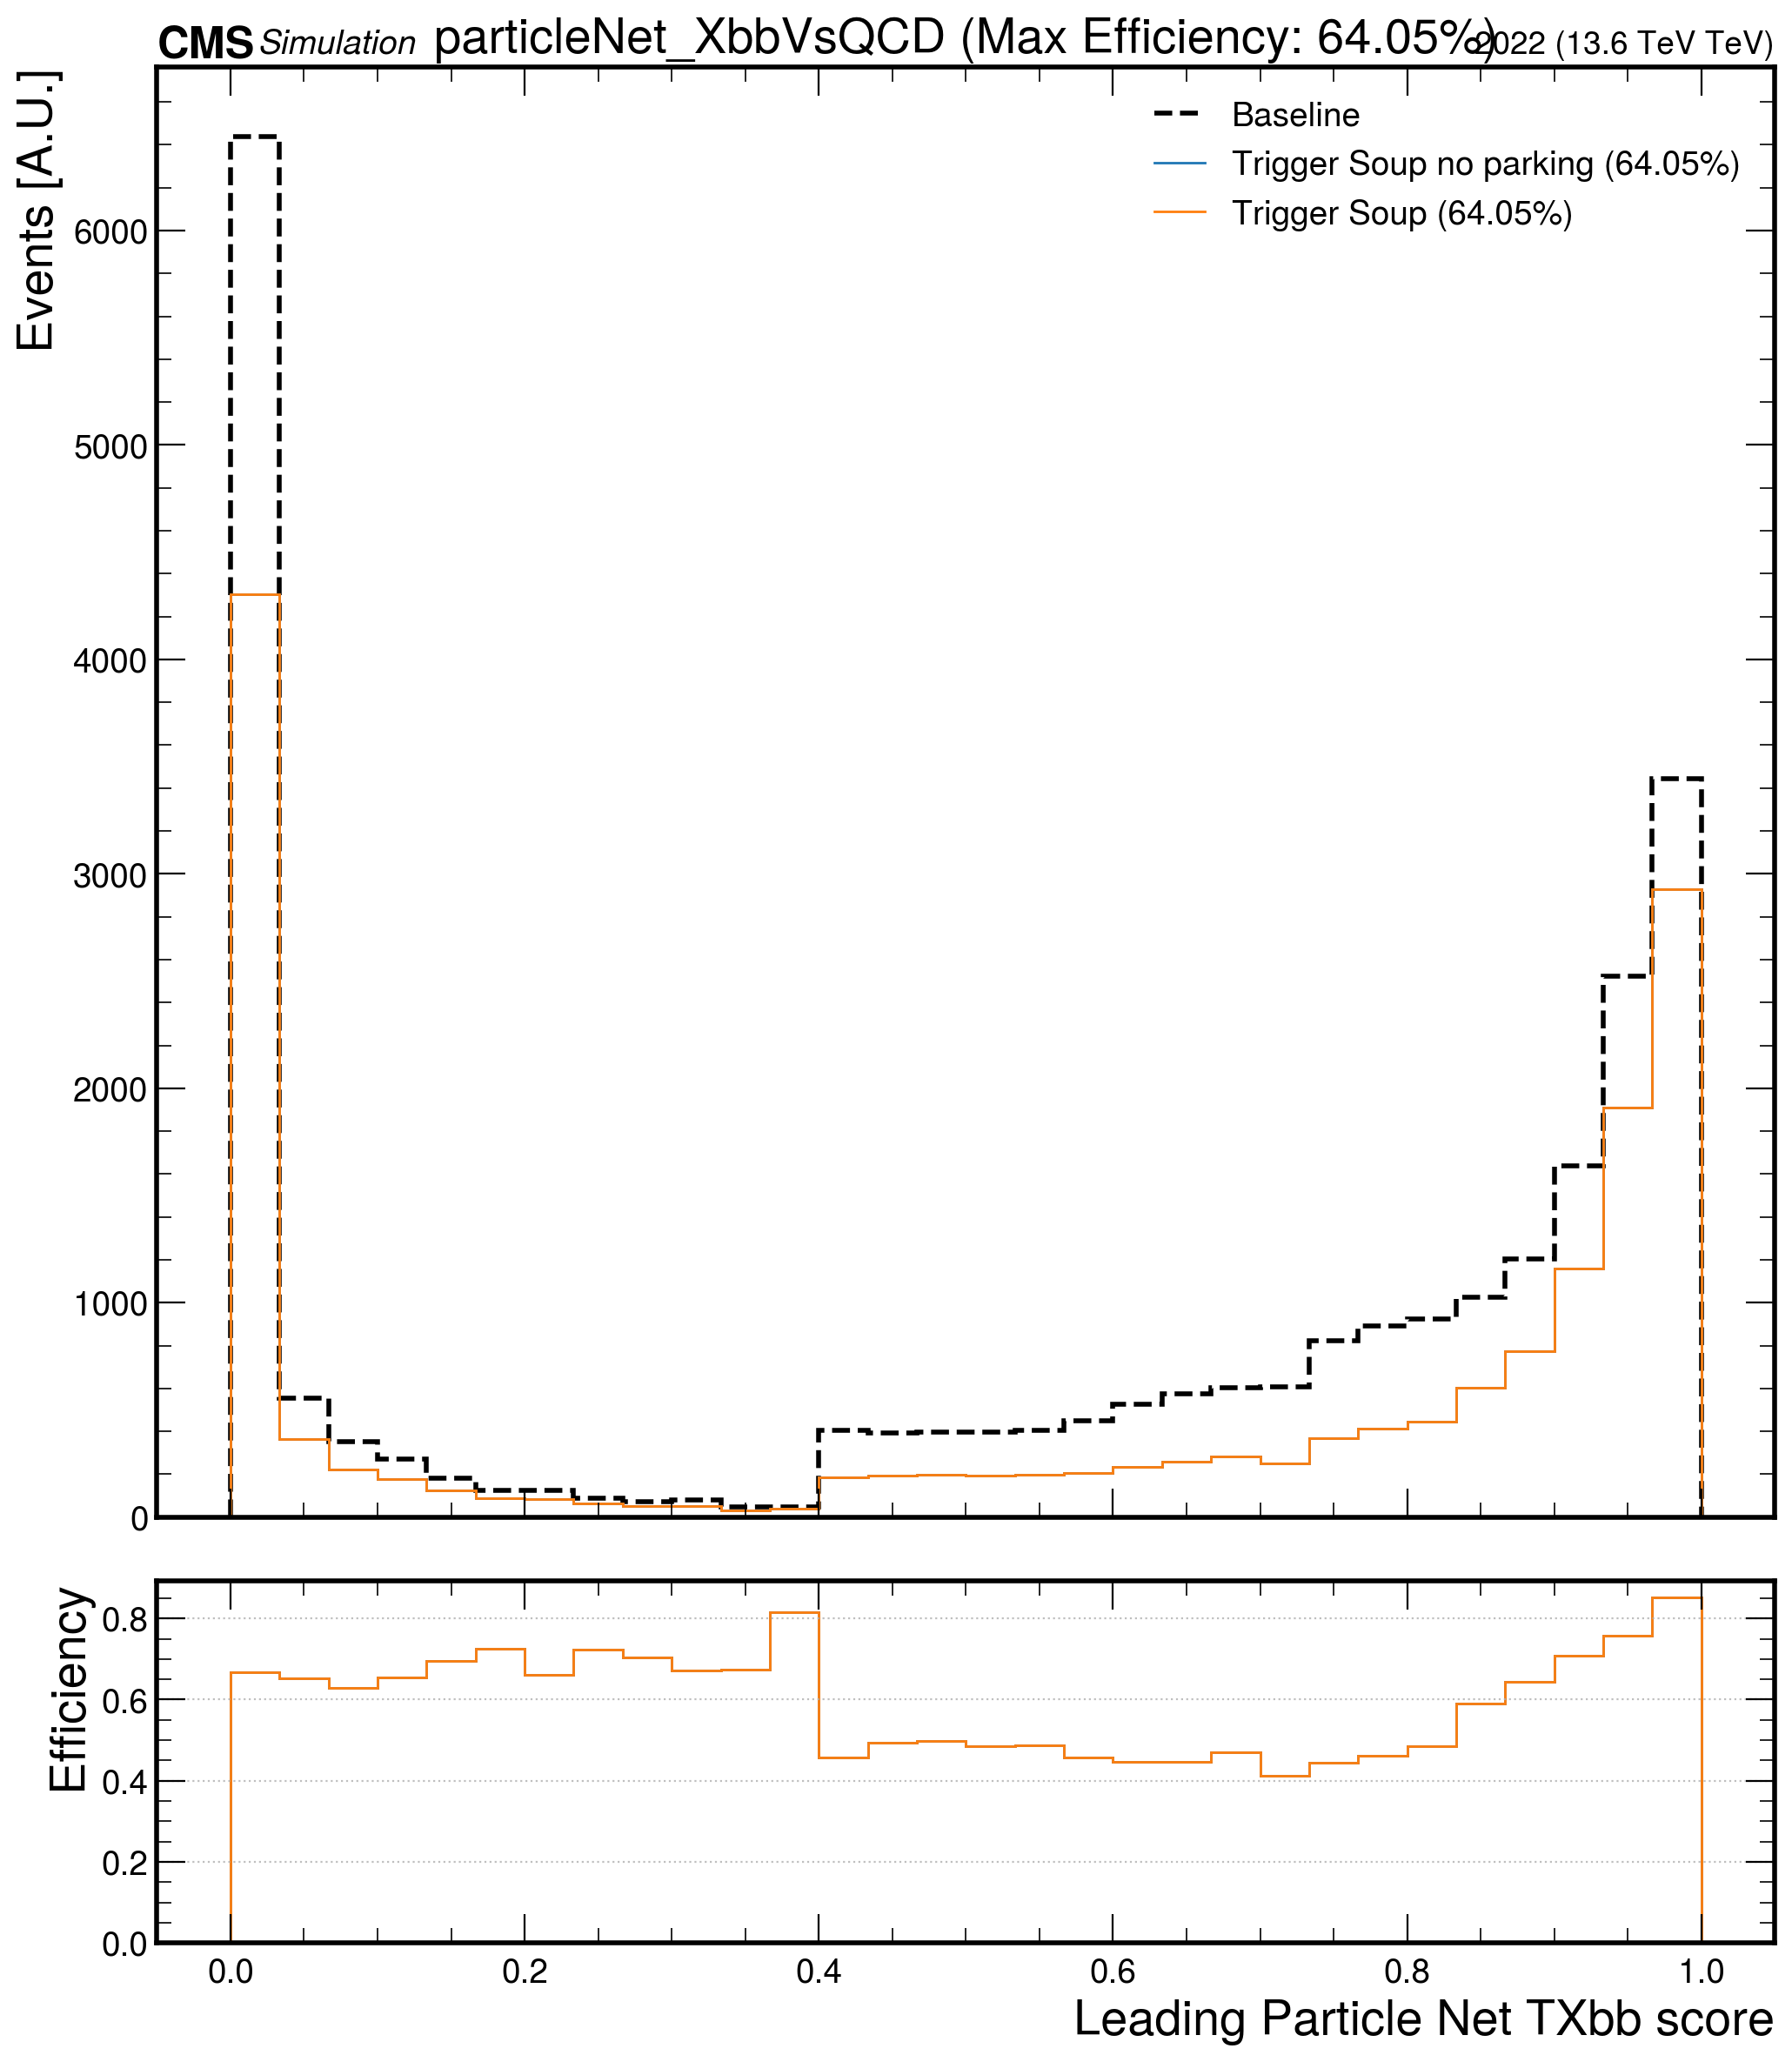 CMS Simulation particleNet_XbbVsQCD (Max Efficiency: 64.05%) 2022 (13.6 TeV TeV)
Events [A.U.]
Baseline
Trigger Soup no parking (64.05%)
Trigger Soup (64.05%)
6000
5000
4000
3000
2000
1000
0
Efficiency
0.8
0.6
0.4
0.2
0.0
0.0 0.2 0.4 0.6 0.8 1.0
Leading Particle Net TXbb score